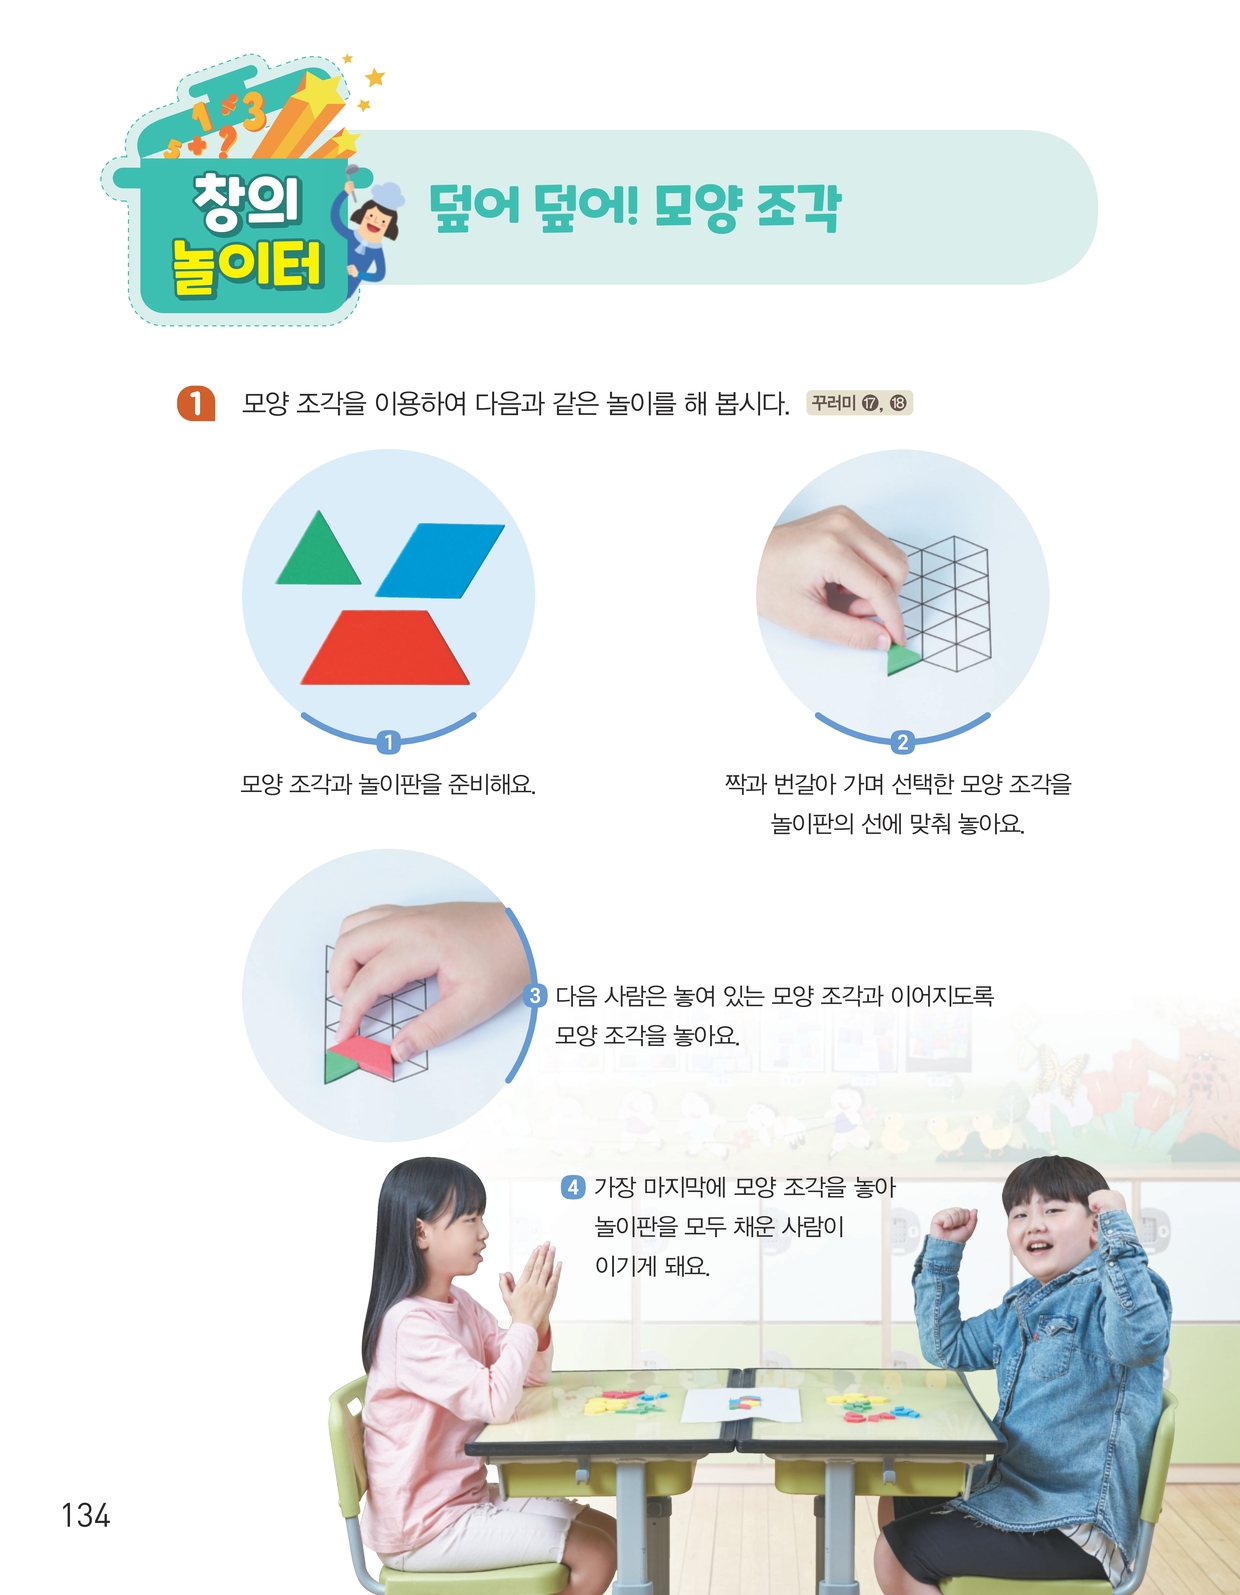 창의
놀이터
덮어 덮어! 모양 조각
1 모양 조각을 이용하여 다음과 같은 놀이를 해 봅시다. 꾸러미 ⓱, ⓲
1
모양 조각과 놀이판을 준비해요.
2
짝과 번갈아 가며 선택한 모양 조각을
놀이판의 선에 맞춰 놓아요.
3 다음 사람은 놓여 있는 모양 조각과 이어지도록
모양 조각을 놓아요.
4 가장 마지막에 모양 조각을 놓아
놀이판을 모두 채운 사람이
이기게 돼요.
134